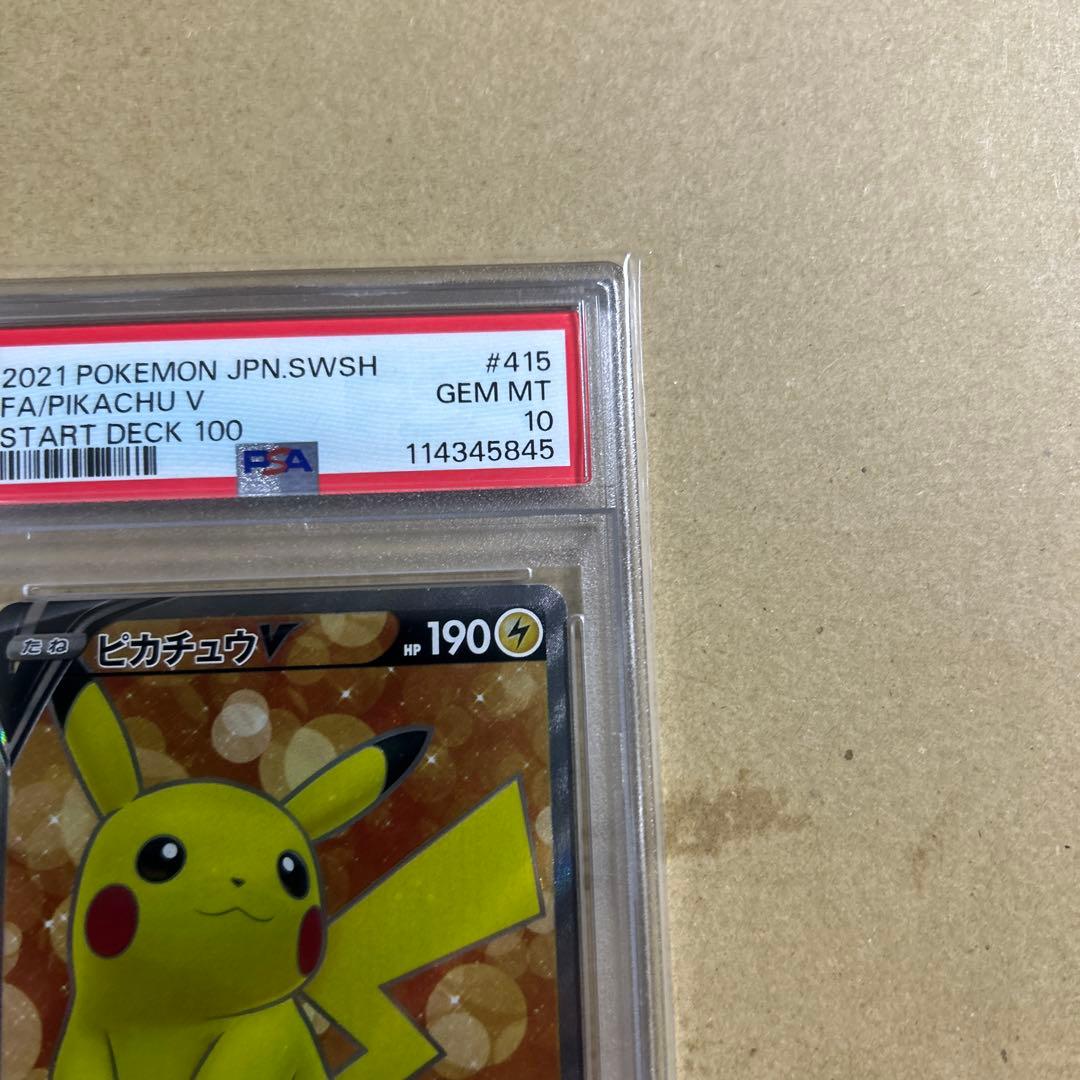 2021 POKEMON JPN.SWSH #415
FA/PIKACHU V GEM MT
START DECK 100 10
PSA 114345845
たね ピカチュウV HP 190